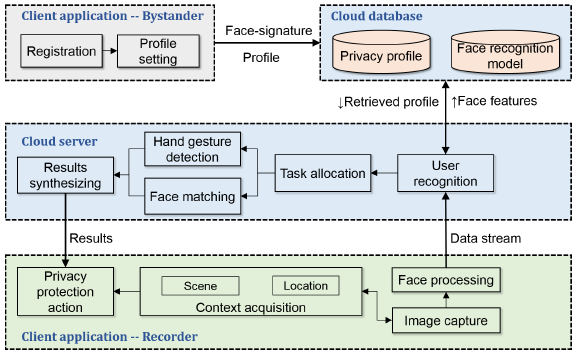 Client application -- Bystander
Registration
Profile
setting
Face-signature
Profile
Cloud database
Privacy profile
Face recognition
model
↓Retrieved profile
↑Face features
Cloud server
Results
synthesizing
Hand gesture
detection
Face matching
Task allocation
User
recognition
Results
Data stream
Privacy
protection
action
Scene
Location
Context acquisition
Face processing
Image capture
Client application -- Recorder